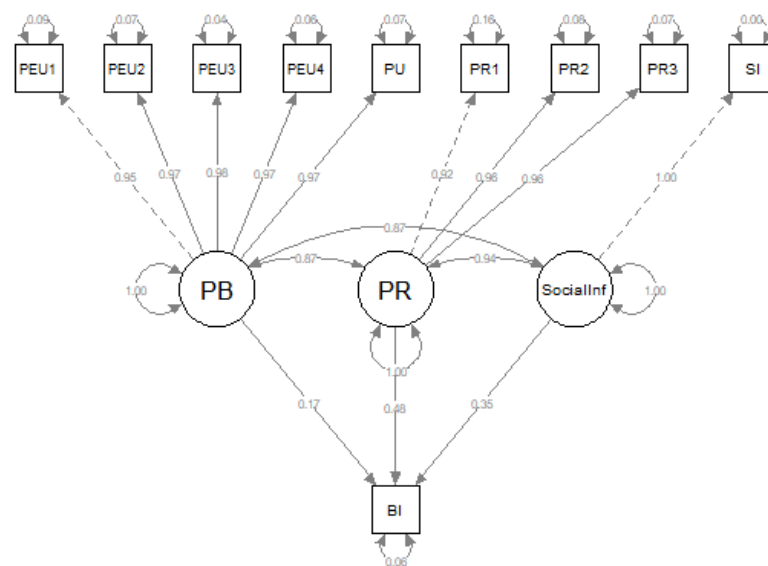 0.09 0.07 0.04 0.06 0.07 0.16 0.08 0.07 0.00
PEU1 PEU2 PEU3 PEU4 PU PR1 PR2 PR3 SI
0.95 0.97 0.98 0.97 0.97 0.92 0.96 0.96 1.00
0.87
0.87 0.94
1.00 PB PR SocialInf 1.00
1.00
0.17 0.48 0.35
BI
0.06